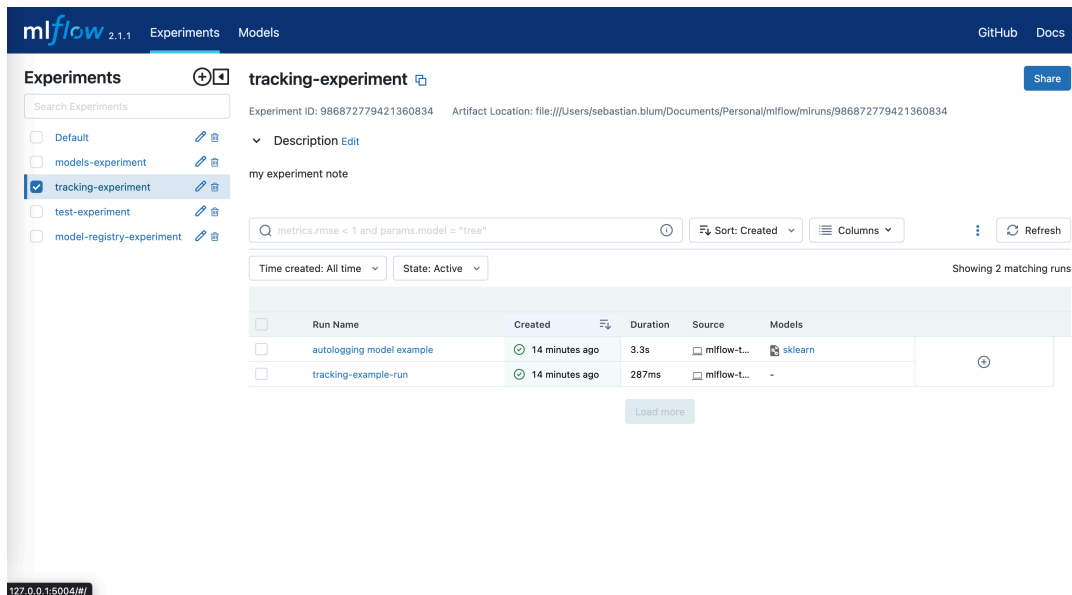 mlflow 2.1.1 Experiments Models GitHub Docs
Experiments
Search Experiments
Default
models-experiment
tracking-experiment
test-experiment
model-registry-experiment
tracking-experiment
Share
Experiment ID: 986872779421360834 Artifact Location: file:///Users/sebastian.blum/Documents/Personal/mlflow/mlruns/986872779421360834
Description Edit
my experiment note
metrics.rmse < 1 and params.model = "tree" Sort: Created Columns Refresh
Time created: All time State: Active Showing 2 matching runs
Run Name Created Duration Source Models
autologging model example 14 minutes ago 3.3s mlflow-t... sklearn
tracking-example-run 14 minutes ago 287ms mlflow-t... -
Load more
127.0.0.1:5004/#/